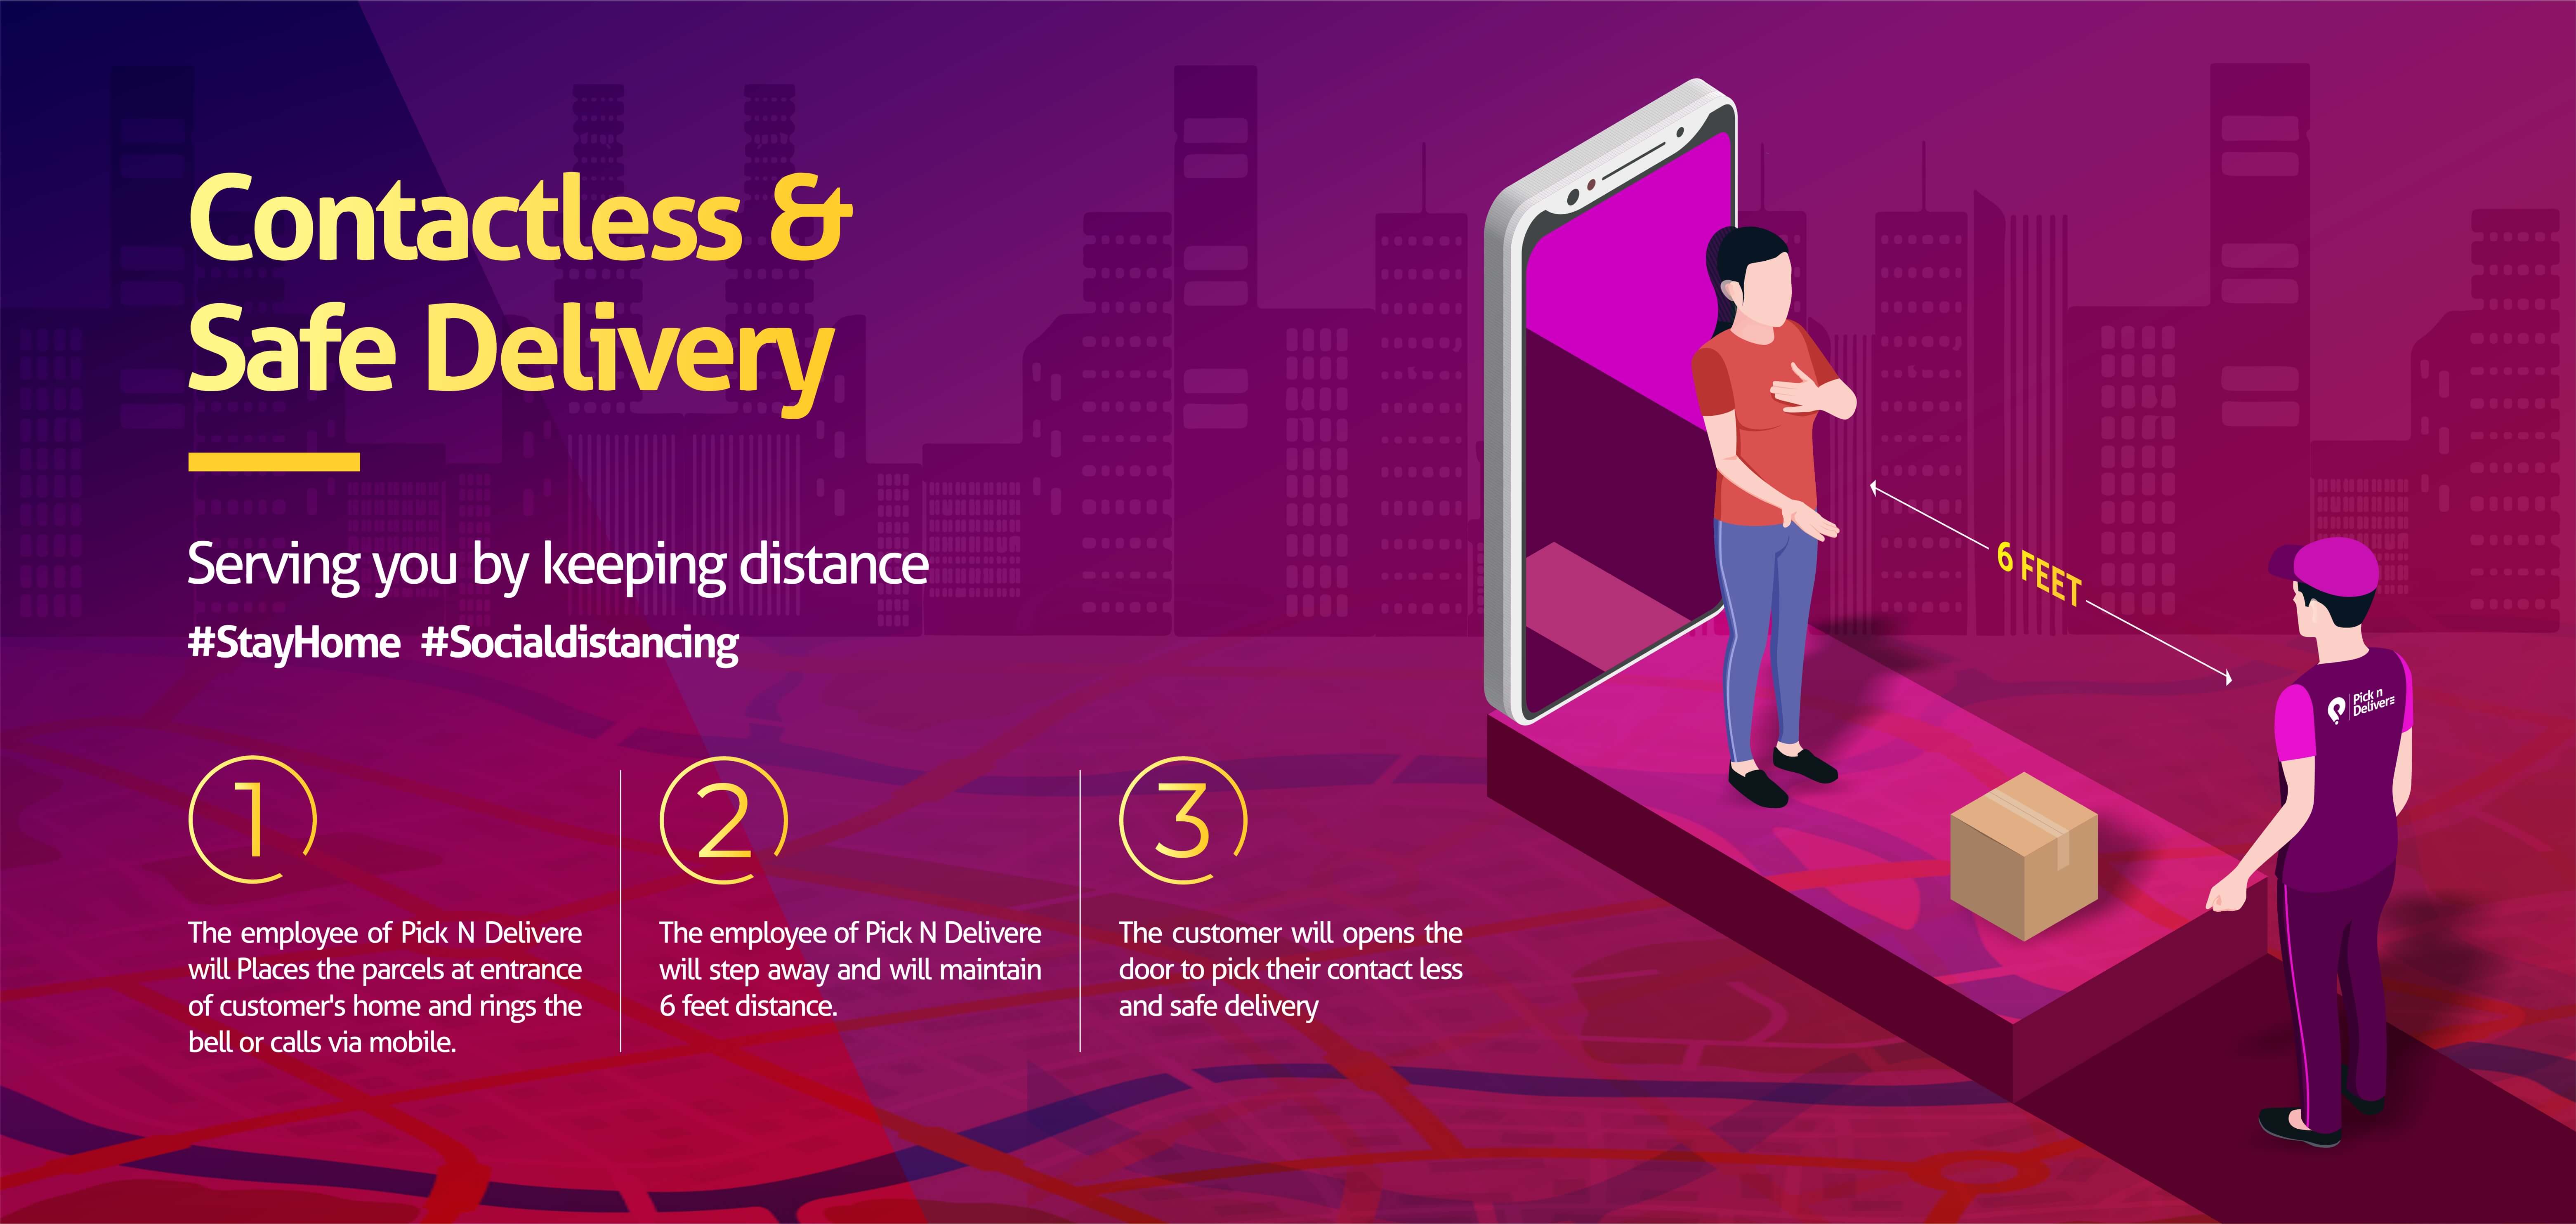 Contactless &
Safe Delivery
Serving you by keeping distance
#StayHome #Socialdistancing
1
The employee of Pick N Delivere
will Places the parcels at entrance
of customer's home and rings the
bell or calls via mobile.
2
The employee of Pick N Delivere
will step away and will maintain
6 feet distance.
3
The customer will opens the
door to pick their contact less
and safe delivery
6 FEET
Pick n
Delivere